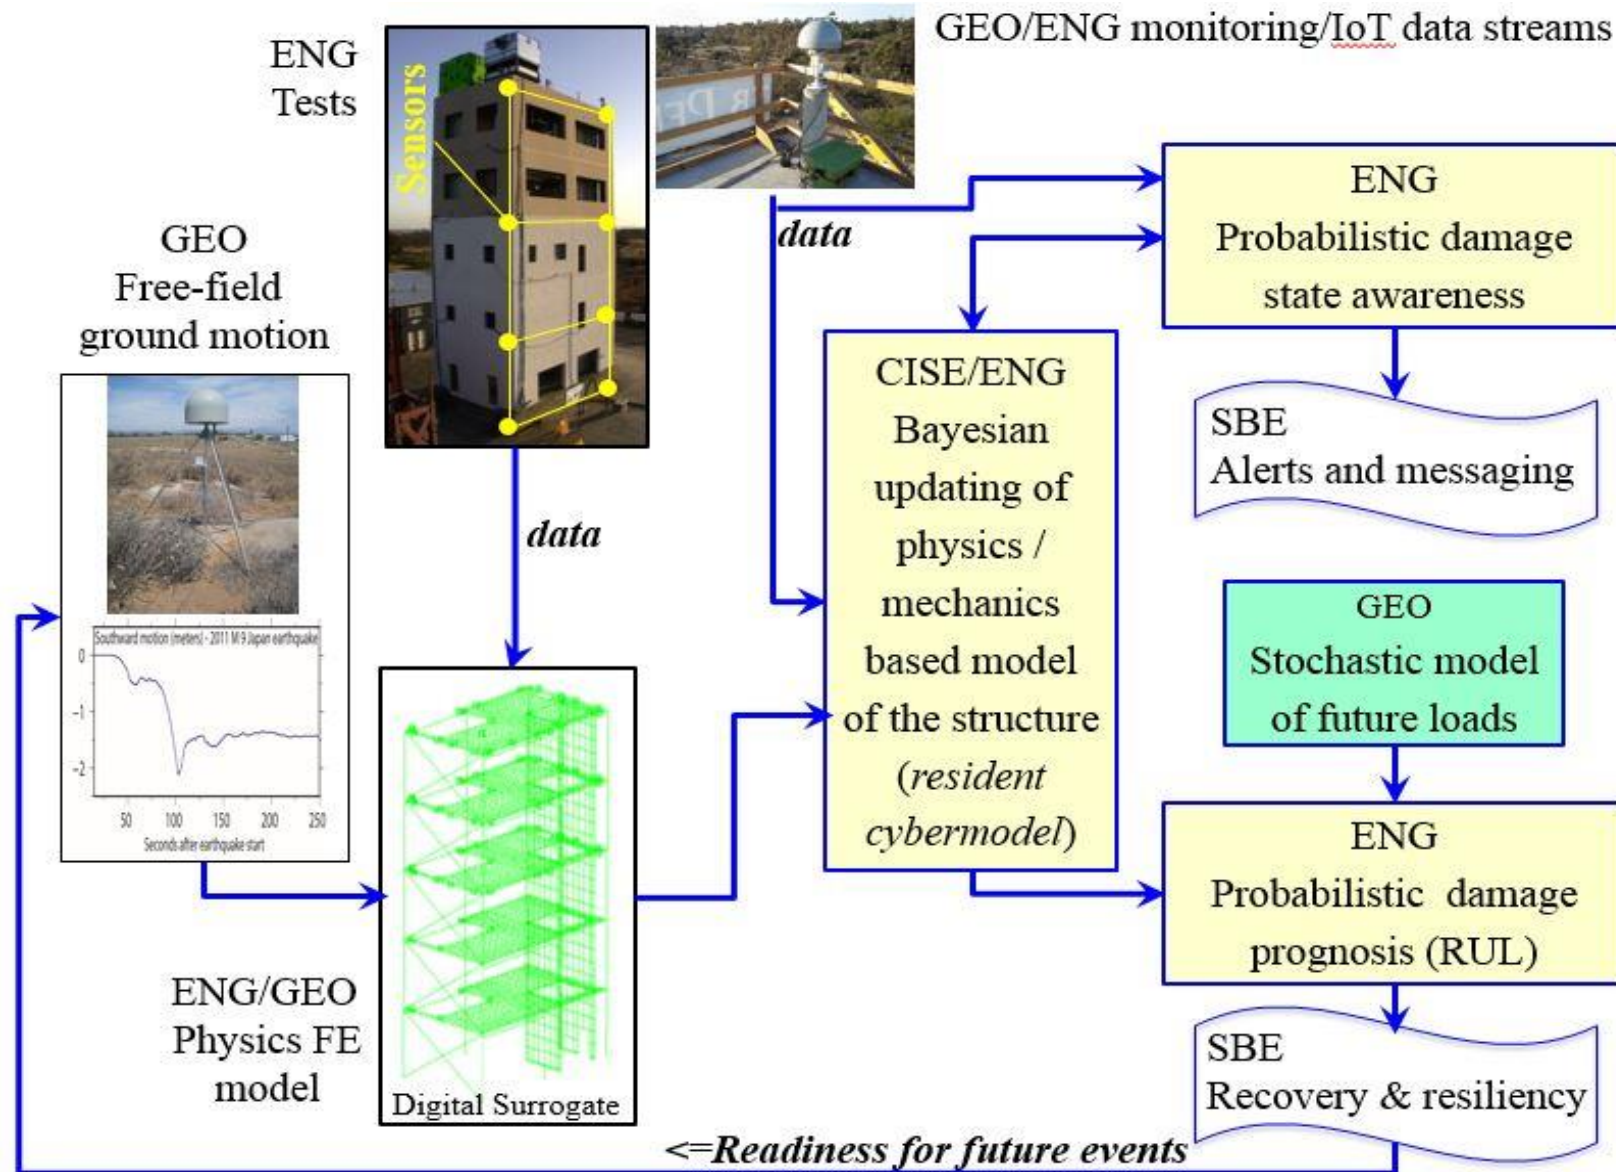 GEO/ENG monitoring/IoT data streams
ENG
Tests
Sensors
GEO
Free-field
ground motion
Southward motion (meters) - 2011 M 9 Japan earthquake
0
−1
−2
50 100 150 200 250
Seconds after earthquake start
data
ENG/GEO
Physics FE
model
Digital Surrogate
data
CISE/ENG
Bayesian
updating of
physics /
mechanics
based model
of the structure
(resident
cybermodel)
ENG
Probabilistic damage
state awareness
SBE
Alerts and messaging
GEO
Stochastic model
of future loads
ENG
Probabilistic damage
prognosis (RUL)
SBE
Recovery & resiliency
<=Readiness for future events